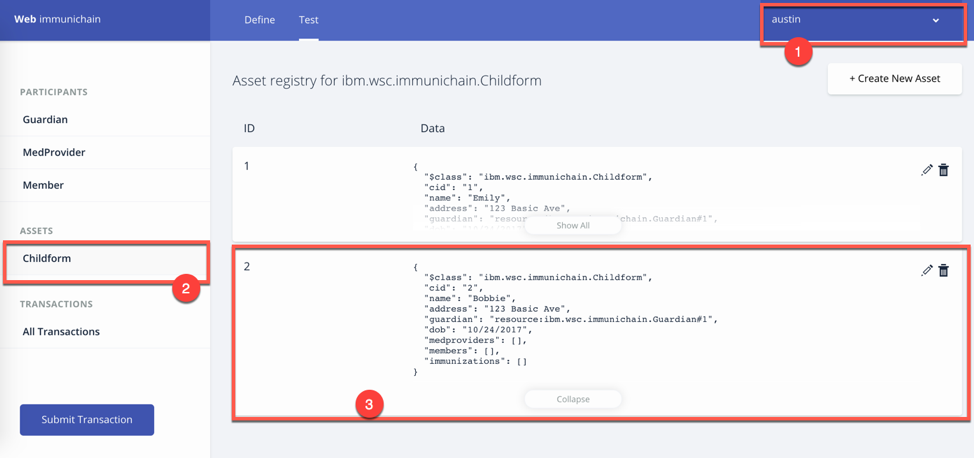 Web immunichain
Define
Test
austin
1
Asset registry for ibm.wsc.immunichain.Childform
+ Create New Asset
PARTICIPANTS
Guardian
MedProvider
Member
ASSETS
Childform
2
TRANSACTIONS
All Transactions
Submit Transaction
ID
Data
1
{
"$class": "ibm.wsc.immunichain.Childform",
"cid": "1",
"name": "Emily",
"address": "123 Basic Ave",
"guardian": "resource:ibm.wsc.immunichain.Guardian#1",
Show All
2
{
"$class": "ibm.wsc.immunichain.Childform",
"cid": "2",
"name": "Bobbie",
"address": "123 Basic Ave",
"guardian": "resource:ibm.wsc.immunichain.Guardian#1",
"dob": "10/24/2017",
"medproviders": [],
"members": [],
"immunizations": []
}
Collapse
3